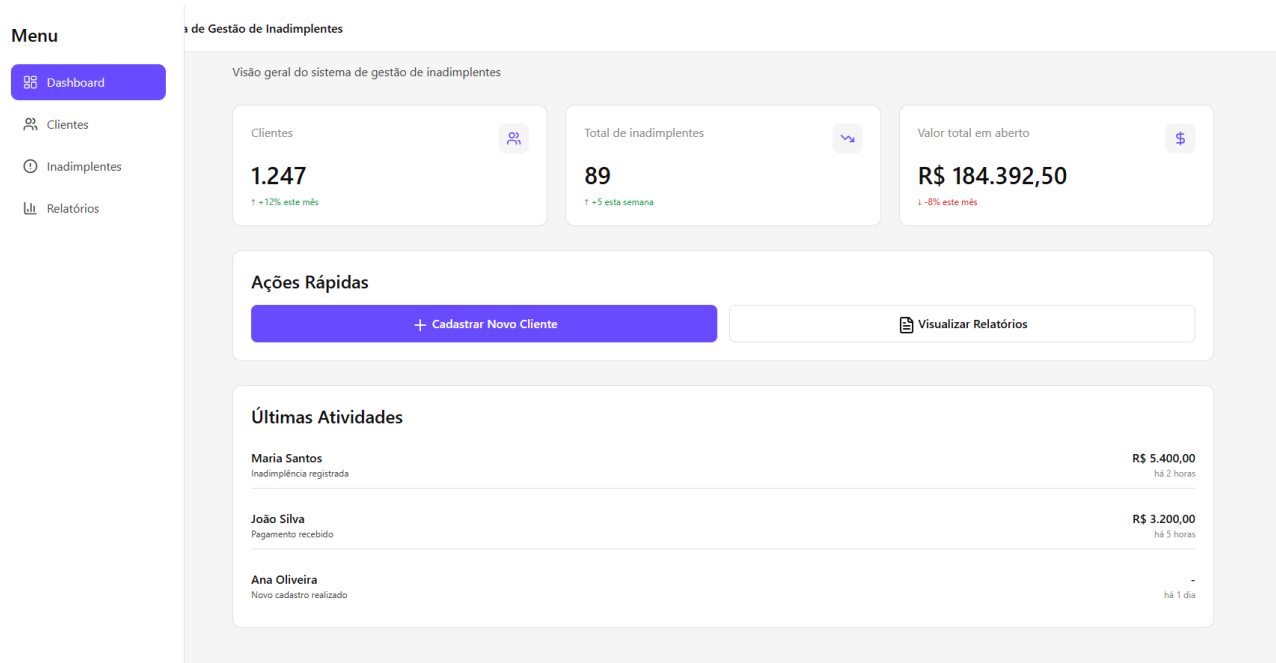 Menu
a de Gestão de Inadimplentes
Dashboard
Clientes
Inadimplentes
Relatórios
Visão geral do sistema de gestão de inadimplentes
Clientes
1.247
↑ +12% este mês
Total de inadimplentes
89
↑ +5 esta semana
Valor total em aberto
R$ 184.392,50
↓ -8% este mês
Ações Rápidas
Cadastrar Novo Cliente
Visualizar Relatórios
Últimas Atividades
Maria Santos
R$ 5.400,00
Inadimplência registrada
há 2 horas
João Silva
R$ 3.200,00
Pagamento recebido
há 5 horas
Ana Oliveira
-
Novo cadastro realizado
há 1 dia